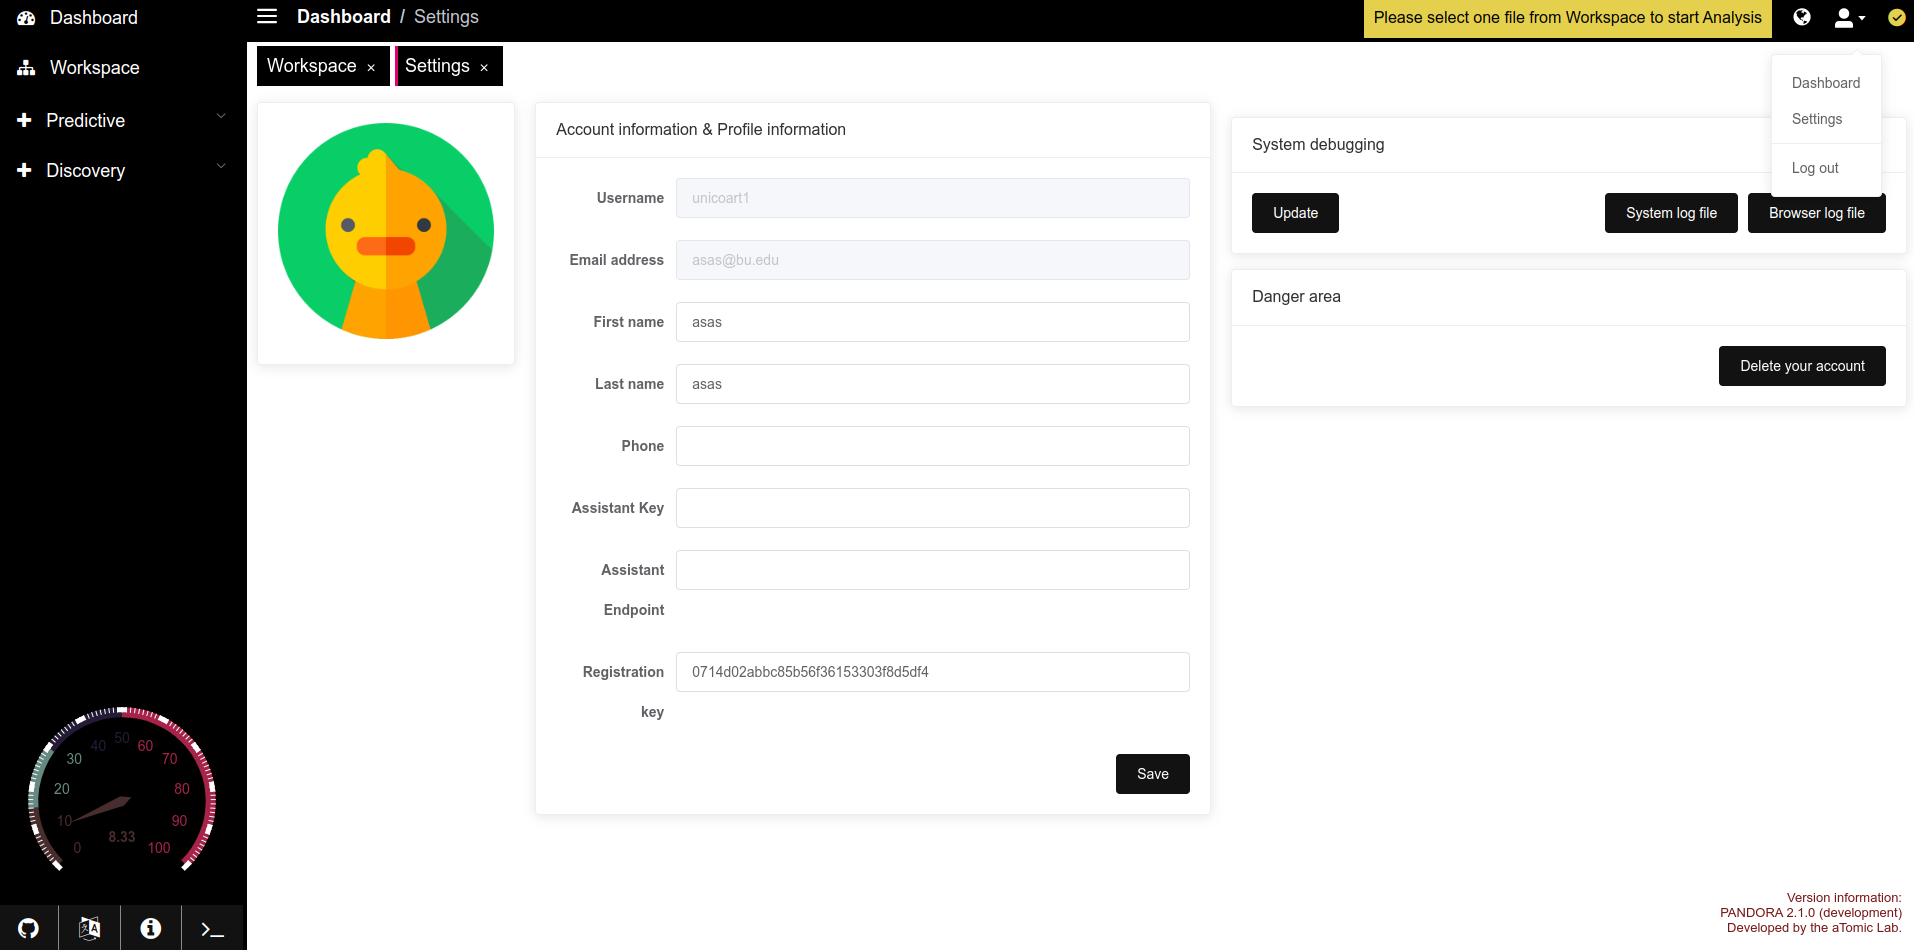 Dashboard
Workspace
Predictive
Discovery
Dashboard / Settings
Please select one file from Workspace to start Analysis
Workspace ×
Settings ×
Dashboard
Settings
Log out
Account information & Profile information
Username
unicoart1
Email address
asas@bu.edu
First name
asas
Last name
asas
Phone
Assistant Key
Assistant
Endpoint
Registration
key
0714d02abbc85b56f36153303f8d5df4
Save
System debugging
Update
System log file
Browser log file
Danger area
Delete your account
0
10
20
30
40
50
60
70
80
90
100
8.33
Version information:
PANDORA 2.1.0 (development)
Developed by the aTomic Lab.